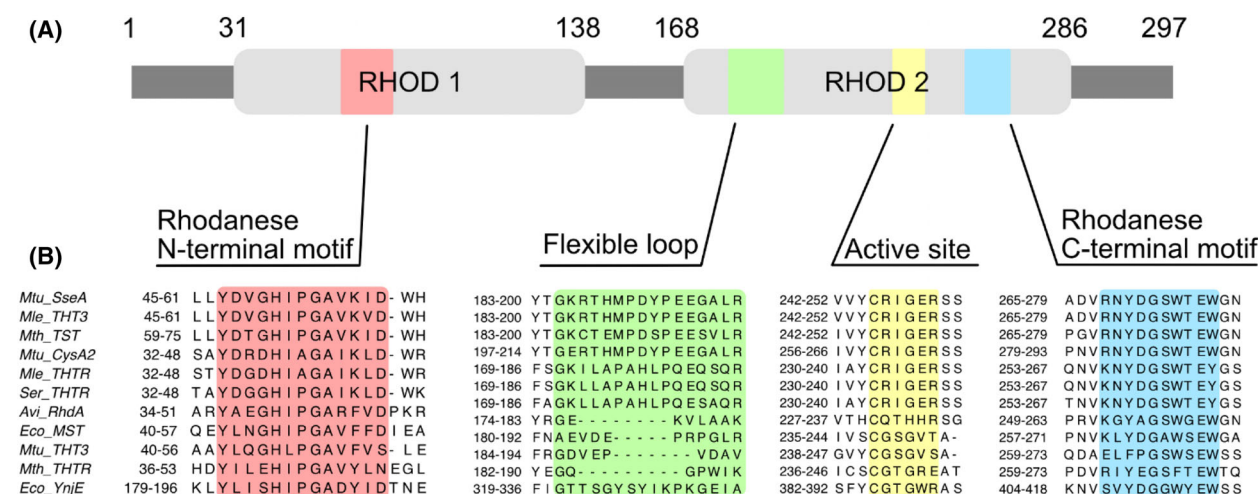 (A)
1 31 138 168 286 297
RHOD 1 RHOD 2
Rhodanese
N-terminal motif
Flexible loop
Active site
Rhodanese
C-terminal motif
(B)
Mtu_SseA 45-61 LLYDVGHIPGAVKID-WH
Mle_THT3 45-61 LLYDVGHIPGAVKVD-WH
Mth_TST 59-75 LLYDTGHIPGAVKLD-WH
Mtu_CysA2 32-48 SAYDRDHIAGAIKLD-WR
Mle_THTR 32-48 STYDGDHIAGAIKLD-WR
Ser_THTR 32-48 TAYDGGHIPGAIKLD-WK
Avi_RhdA 34-51 ARYAEGHIPGARFVDPKR
Eco_MST 40-57 QEYLNGHIPGAVFFDIEA
Mtu_THT3 40-56 AAYLQGHLPGAVFVS-LE
Mth_THTR 36-53 HDYILEHIPGAVYLNEGL
Eco_YnjE 179-196 KLYLISHIPGADYIDTNE
183-200 YTGKRTHMPDYPEEGALR
183-200 YTGKRTHMPDYPEEGALR
183-200 YTGKCTEMPDSPEESVLR
197-214 YTGERTHMPDYPEEGALR
169-186 FSGKILAPAHLPQEQSQR
169-186 FSGKLLAPAHLPQEQSQR
169-186 FAGKLLAPAHLPQESAQR
174-183 YRGE--------KVLAAK
180-192 FNAEVDE-----PRPGLR
184-194 FRGDVEP-------VDAV
182-190 YEGQ---------GPWIK
319-336 FIGTTSGYSYIKPKGEIA
242-252 VVYCRIGERSS
242-252 VVYCRIGERSS
242-252 IVYCRIGERSS
256-266 IVYCRIGERSS
230-240 IAYCRIGERSS
230-240 IVYCRIGERSS
230-240 IAYCRIGERSS
227-237 VTHCQTHHRSG
235-244 IVSCGSGVTA-
238-247 GVYCGSGVSA-
236-246 ICSCGTGREAT
382-392 SFYCGTGWRAS
265-279 ADVRNYDGSWTEWGN
265-279 ADVRNYDGSWTEWGN
265-279 PGVRNYDGSWTEWGN
279-293 PNVRNYDGSWTEWGN
253-267 QNVKNYDGSWTEYGS
253-267 QNVKNYDGSWTEYGS
253-267 TNVKNYDGSWTEYGS
249-263 PRVKGYAGSWGEWGN
257-271 PNVKLYDGAWSEWGA
259-273 QDAELFPGSWSEWSS
259-273 PDVRIYEGSFTEWTQ
404-418 KNVSVYDGGWYEWSS